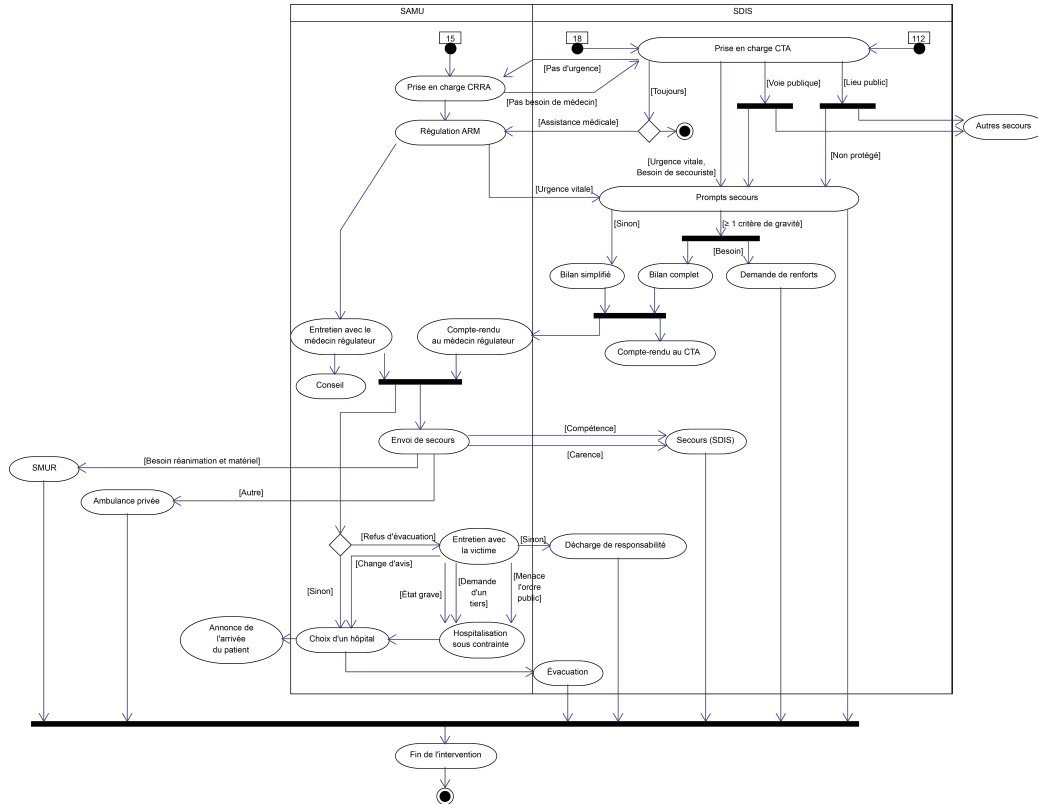 SAMU
SDIS
15
18
112
Prise en charge CTA
[Pas d'urgence]
[Voie publique]
[Lieu public]
Prise en charge CRRA
[Toujours]
[Pas besoin de médecin]
Régulation ARM
[Assistance médicale]
Autres secours
[Urgence vitale,
Besoin de secouriste]
[Non protégé]
[Urgence vitale]
Prompts secours
[Sinon]
[≥ 1 critère de gravité]
[Besoin]
Bilan simplifié
Bilan complet
Demande de renforts
Entretien avec le
médecin régulateur
Compte-rendu
au médecin régulateur
Compte-rendu au CTA
Conseil
Envoi de secours
[Compétence]
Secours (SDIS)
[Carence]
SMUR
[Besoin réanimation et matériel]
Ambulance privée
[Autre]
[Refus d'évacuation]
Entretien avec
la victime
[Sinon]
Décharge de responsabilité
[Change d'avis]
[Sinon]
[État grave]
[Demande
d'un
tiers]
[Menace
l'ordre
public]
Annonce de
l'arrivée
du patient
Choix d'un hôpital
Hospitalisation
sous contrainte
Évacuation
Fin de l'intervention